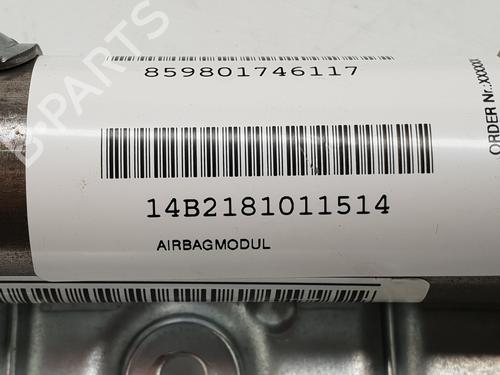 859801746117
14B2181011514
AIRBAGMODUL
ORDER Nr.:XXXXXX
B-PARTS